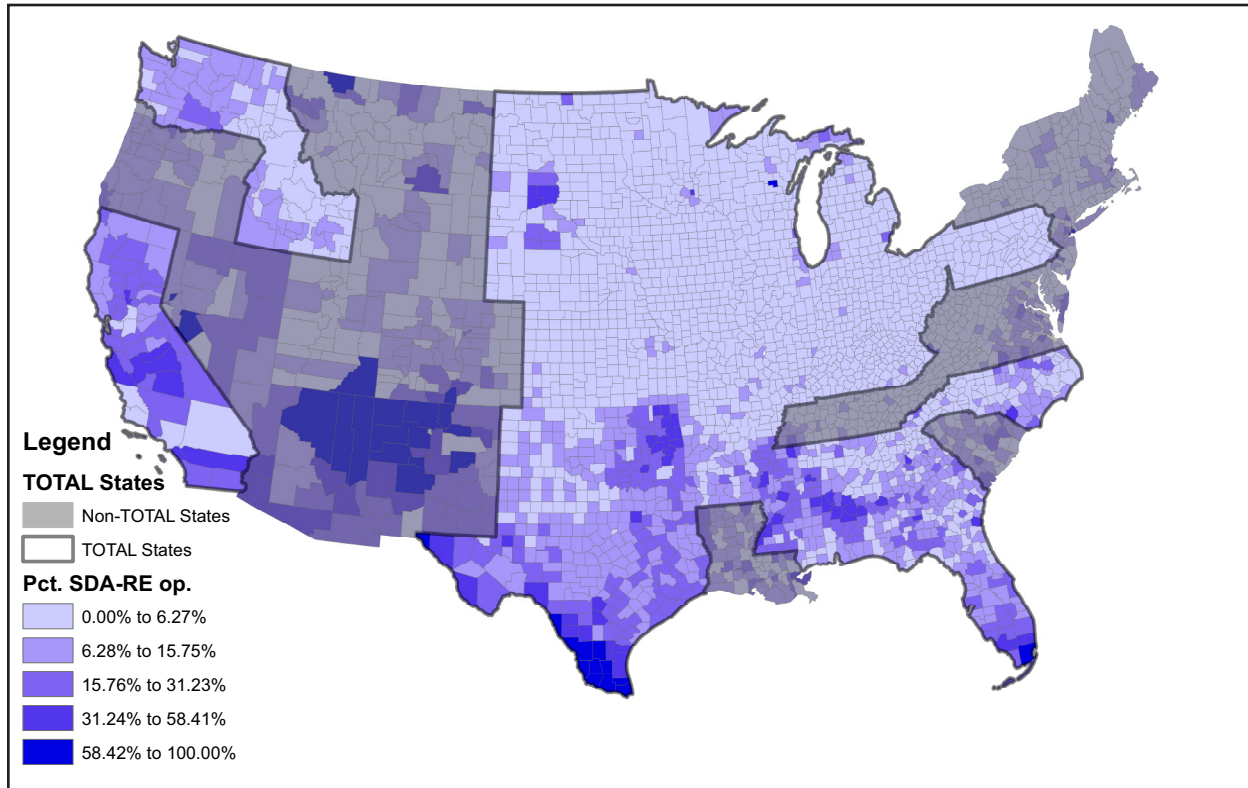 Legend
TOTAL States
Non-TOTAL States
TOTAL States
Pct. SDA-RE op.
0.00% to 6.27%
6.28% to 15.75%
15.76% to 31.23%
31.24% to 58.41%
58.42% to 100.00%